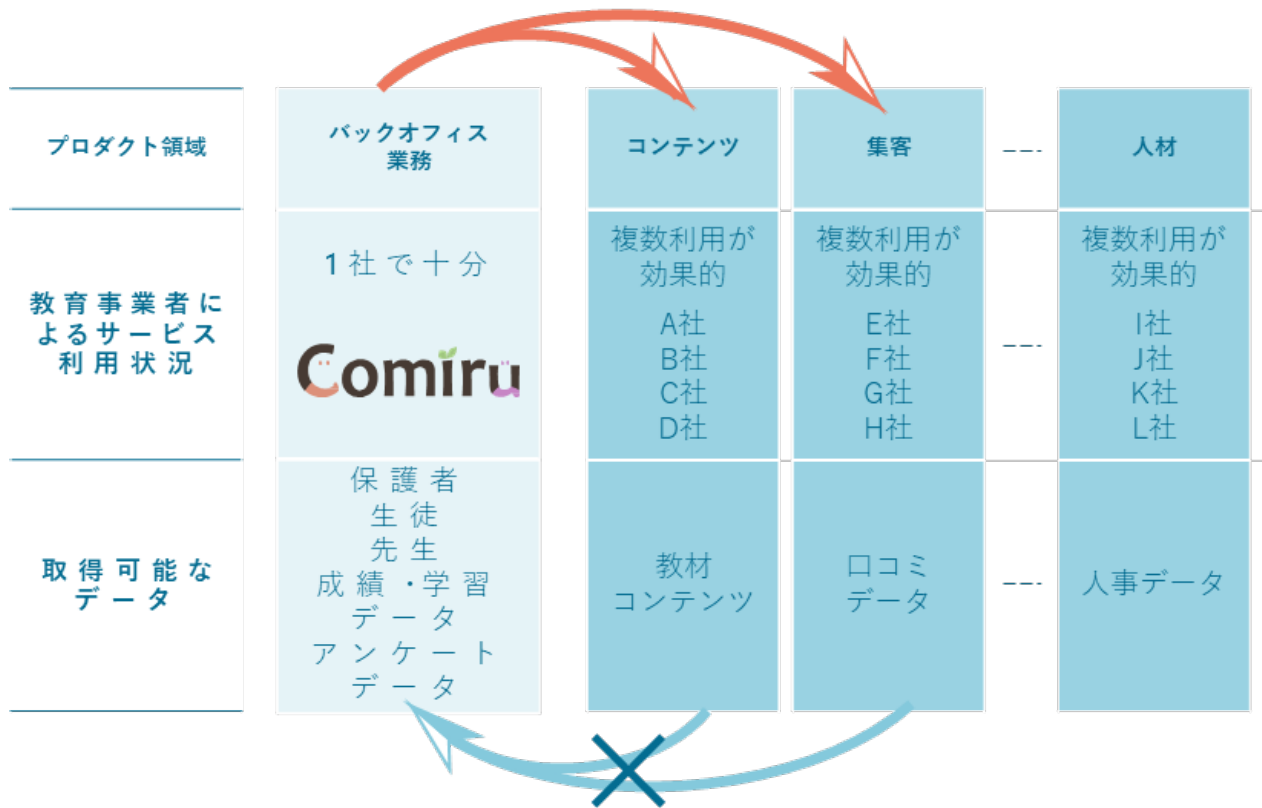 プロダクト領域
バックオフィス
業務
コンテンツ
集客
人材
教育事業者に
よるサービス
利用状況
1社で十分
Comiru
複数利用が
効果的
A社
B社
C社
D社
複数利用が
効果的
E社
F社
G社
H社
複数利用が
効果的
I社
J社
K社
L社
取得可能な
データ
保護者
生徒
先生
成績・学習
データ
アンケート
データ
教材
コンテンツ
口コミ
データ
人事データ